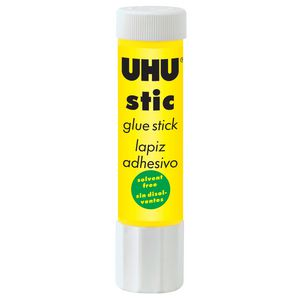 UHU®
stic
glue stick
lapiz
adhesivo
solvent
free
sin disol-
ventes